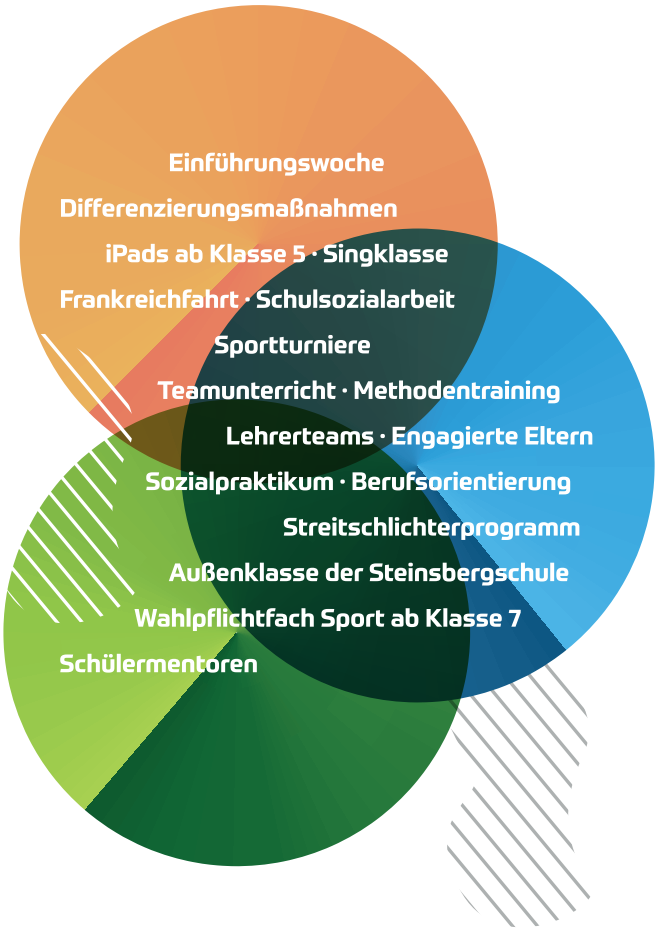 Einführungswoche
Differenzierungsmaßnahmen
iPads ab Klasse 5 · Singklasse
Frankreichfahrt · Schulsozialarbeit
Sportturniere
Teamunterricht · Methodentraining
Lehrerteams · Engagierte Eltern
Sozialpraktikum · Berufsorientierung
Streitschlichterprogramm
Außenklasse der Steinsbergschule
Wahlpflichtfach Sport ab Klasse 7
Schülermentoren